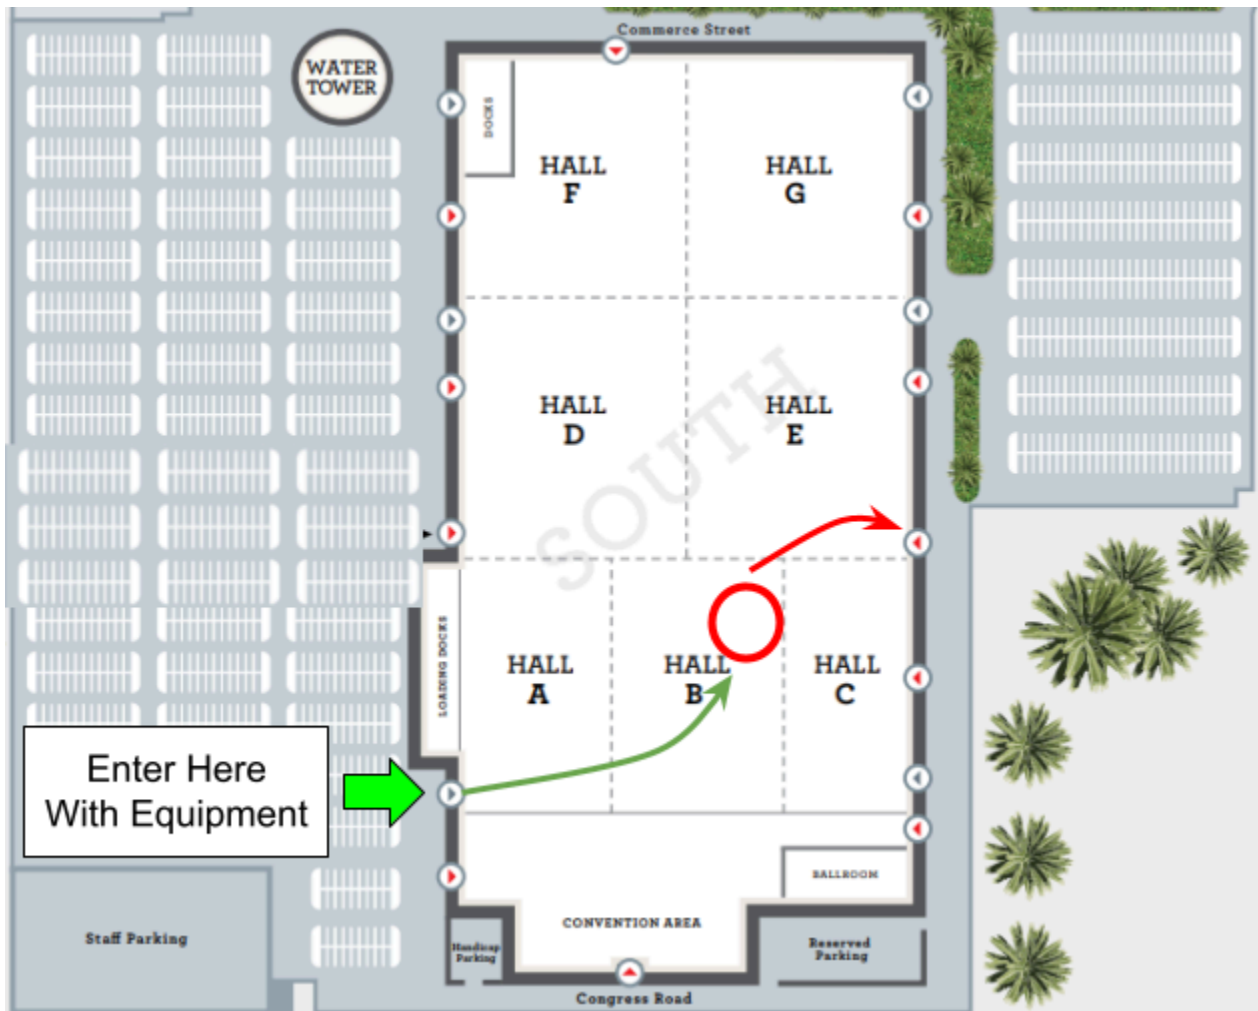 Commerce Street
WATER
TOWER
DOCKS
HALL
F
HALL
G
HALL
D
HALL
E
SOUTH
LOADING DOCKS
HALL
A
HALL
B
HALL
C
Enter Here
With Equipment
BALLROOM
CONVENTION AREA
Staff Parking
Handicap
Parking
Reserved
Parking
Congress Road